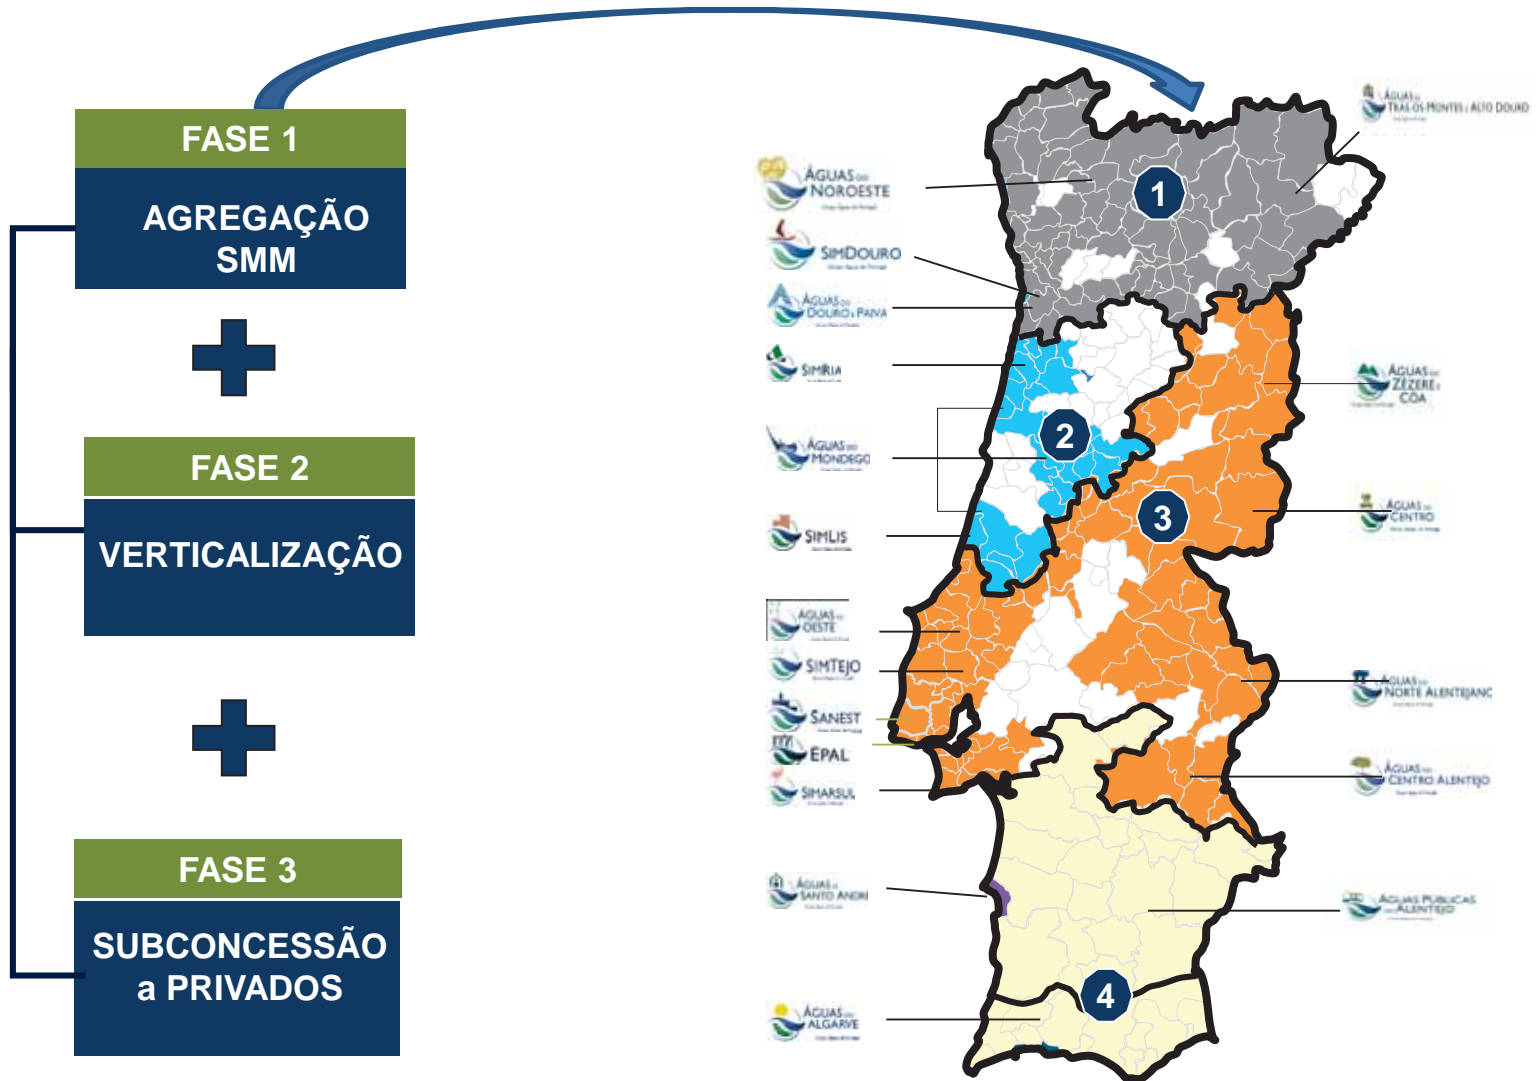 FASE 1
AGREGAÇÃO
SMM
FASE 2
VERTICALIZAÇÃO
FASE 3
SUBCONCESSÃO
a PRIVADOS
ÁGUAS DO
NOROESTE
SIMDOURO
ÁGUAS DO
DOURO E PAIVA
SIMRIA
ÁGUAS DO
MONDEGO
SIMLIS
ÁGUAS DO
OESTE
SIMTEJO
SANEST
EPAL
SIMARSUL
ÁGUAS DE
SANTO ANDRÉ
ÁGUAS DO
ALGARVE
1
2
3
4
ÁGUAS DE
TRÁS-OS-MONTES E ALTO DOURO
ÁGUAS DO
ZÊZERE E
CÔA
ÁGUAS DO
CENTRO
ÁGUAS DO
NORTE ALENTEJANO
ÁGUAS DO
CENTRO ALENTEJO
ÁGUAS PÚBLICAS
DO ALENTEJO